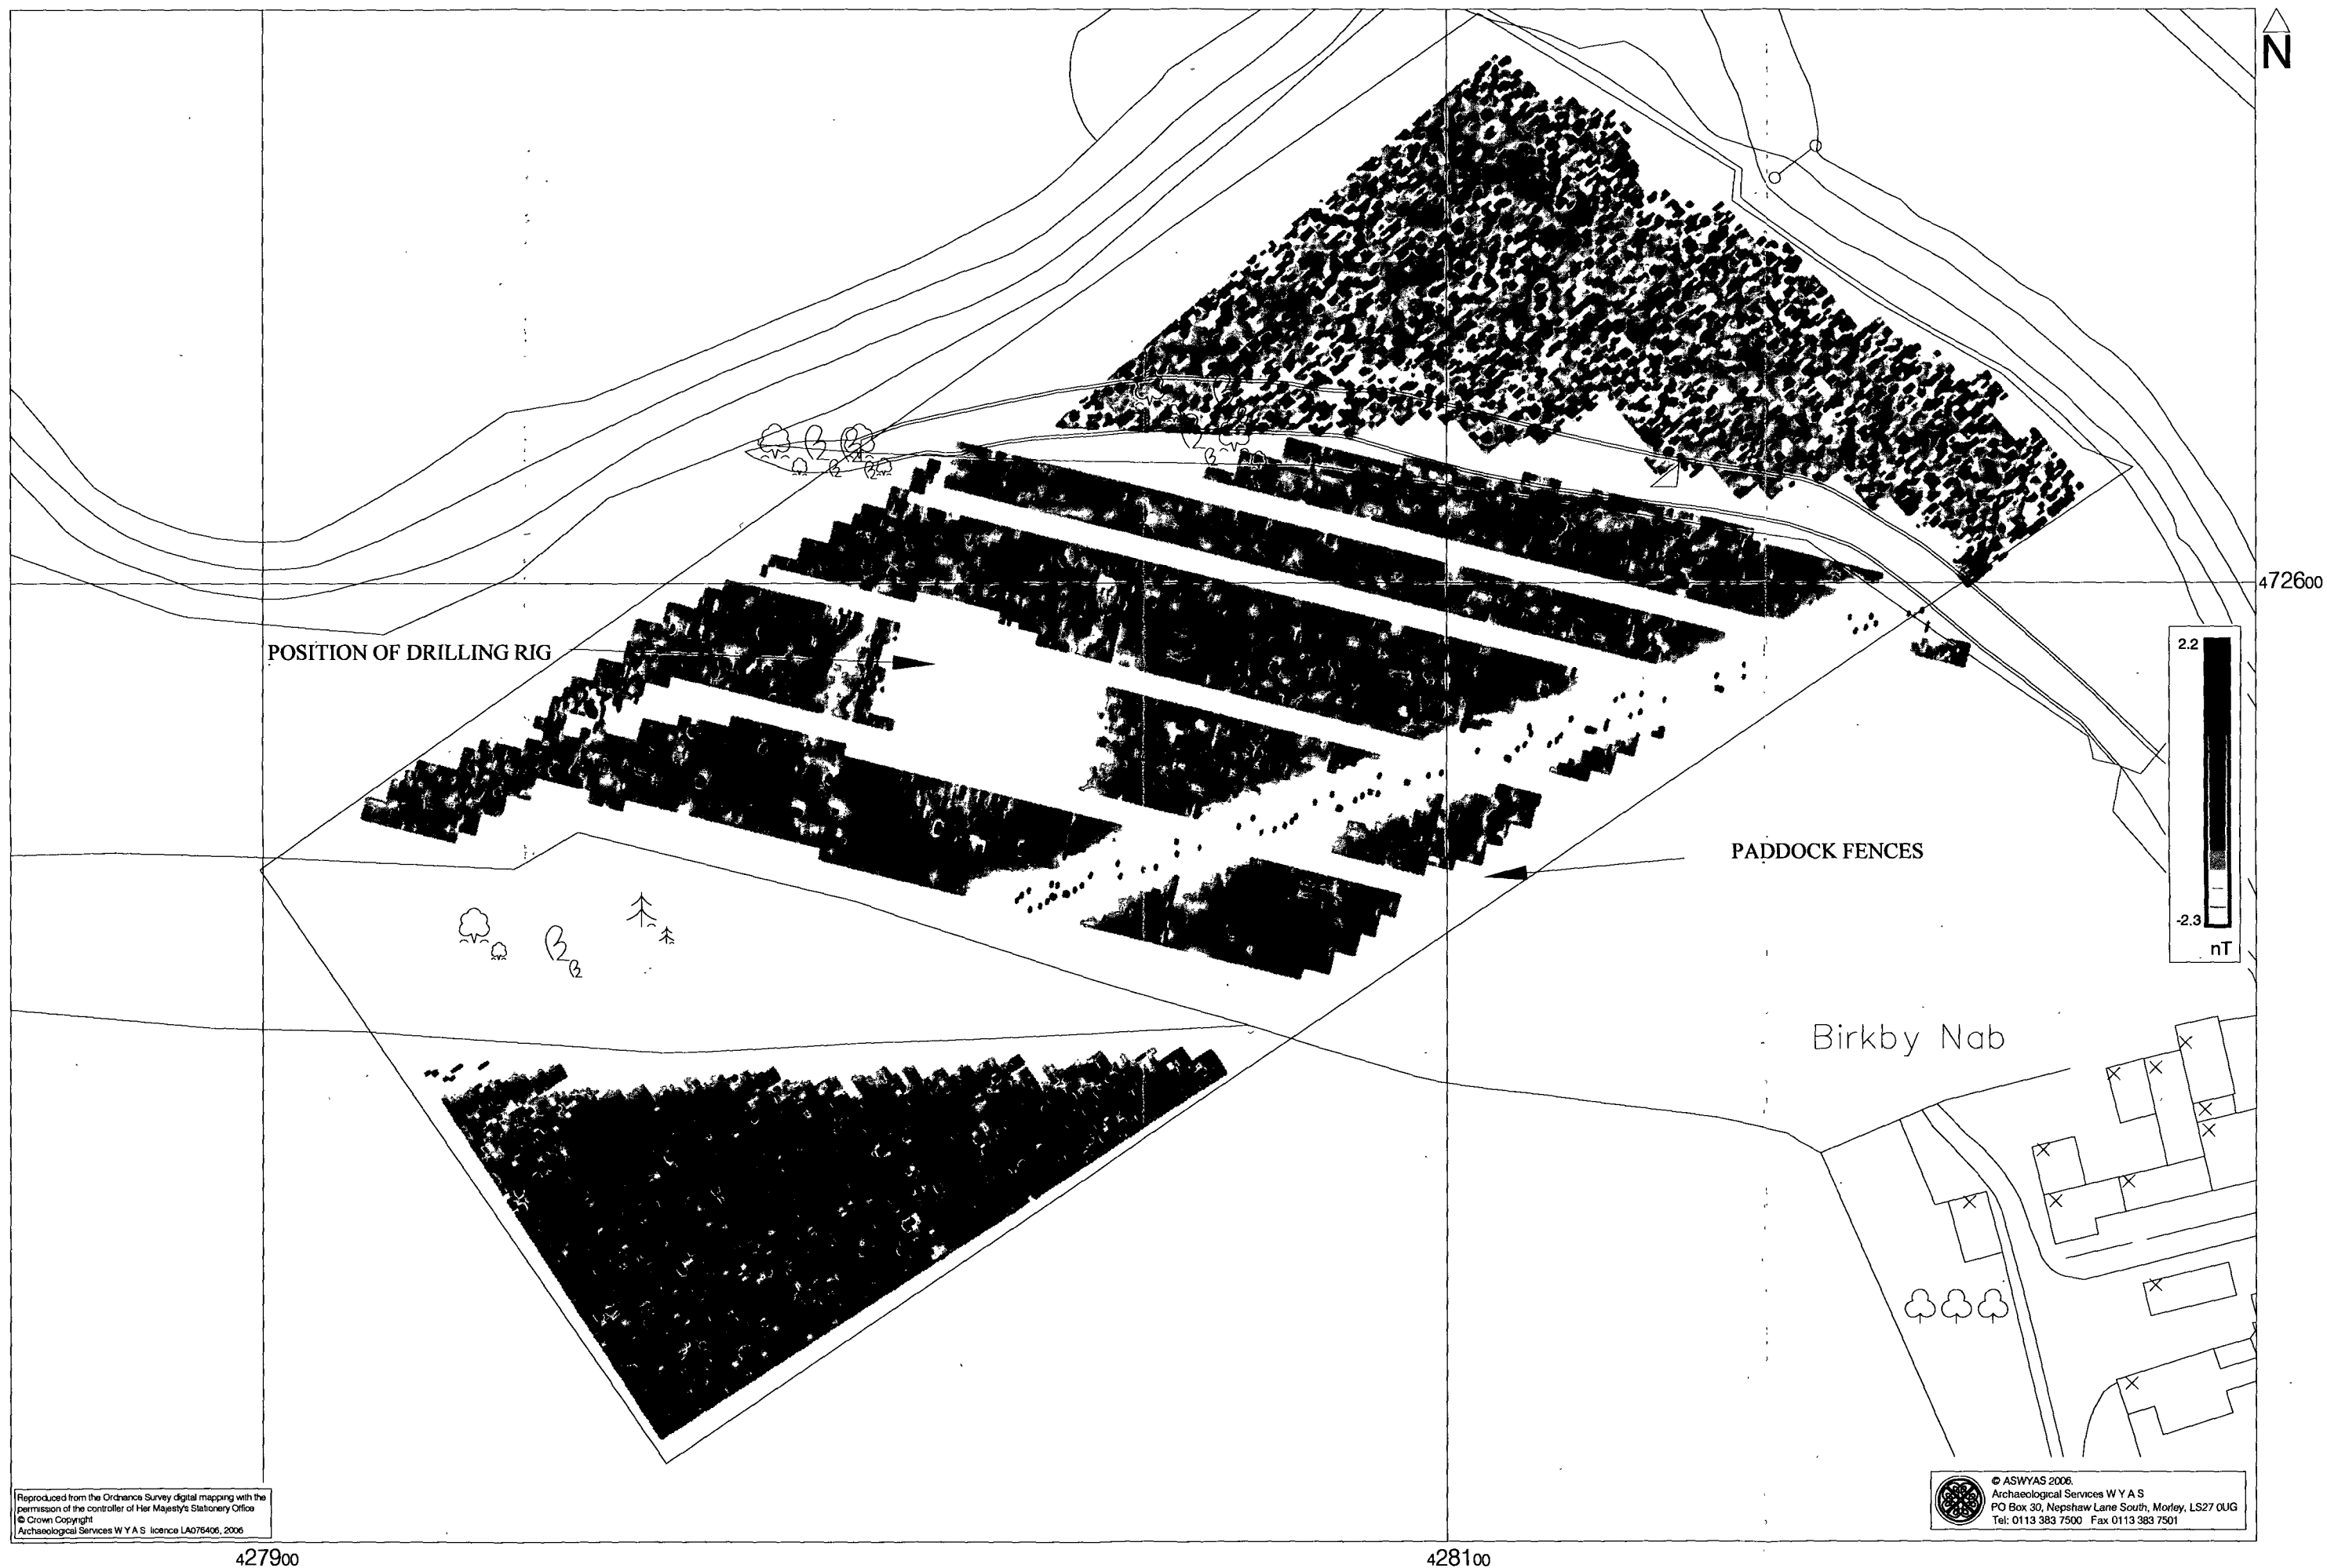 N
472600
POSITION OF DRILLING RIG
2.2
PADDOCK FENCES
-2.3
nT
Birkby Nab
Reproduced from the Ordnance Survey digital mapping with the
permission of the controller of Her Majesty's Stationery Office
© Crown Copyright
Archaeological Services W Y A S licence LA076406, 2006
© ASWYAS 2006.
Archaeological Services W Y A S
PO Box 30, Nepshaw Lane South, Morley, LS27 0UG
Tel: 0113 383 7500 Fax 0113 383 7501
427900
428100